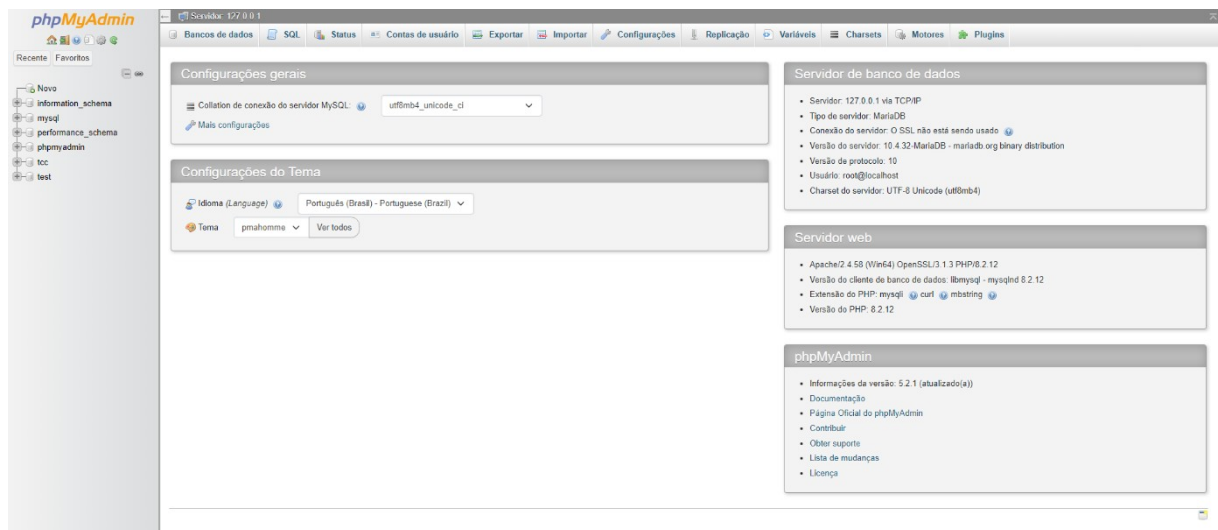 phpMyAdmin
Recente Favoritos
Novo
information_schema
mysql
performance_schema
phpmyadmin
tcc
test
Servidor: 127.0.0.1
Bancos de dados SQL Status Contas de usuário Exportar Importar Configurações Replicação Variáveis Charsets Motores Plugins
Configurações gerais
Collation de conexão do servidor MySQL: utf8mb4_unicode_ci
Mais configurações
Configurações do Tema
Idioma (Language) Português (Brasil) - Portuguese (Brazil)
Tema pmahomme Ver todos
Servidor de banco de dados
• Servidor: 127.0.0.1 via TCP/IP
• Tipo de servidor: MariaDB
• Conexão do servidor: O SSL não está sendo usado
• Versão do servidor: 10.4.32-MariaDB - mariadb.org binary distribution
• Versão de protocolo: 10
• Usuário: root@localhost
• Charset do servidor: UTF-8 Unicode (utf8mb4)
Servidor web
• Apache/2.4.58 (Win64) OpenSSL/3.1.3 PHP/8.2.12
• Versão do cliente de banco de dados: libmysql - mysqlnd 8.2.12
• Extensão do PHP: mysqli curl mbstring
• Versão do PHP: 8.2.12
phpMyAdmin
• Informações da versão: 5.2.1 (atualizado(a))
• Documentação
• Página Oficial do phpMyAdmin
• Contribuir
• Obter suporte
• Lista de mudanças
• Licença